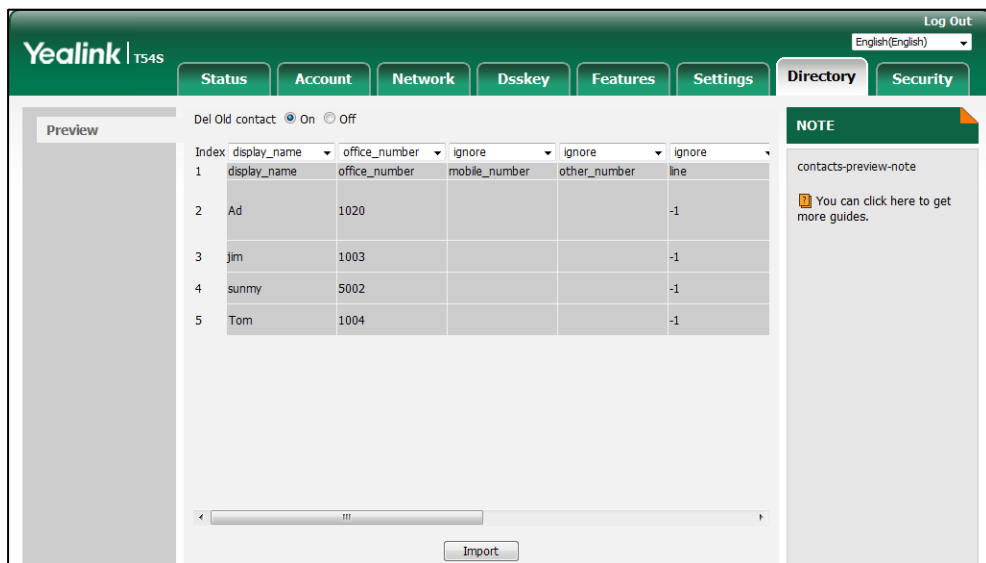 Log Out
Yealink | T54S
English(English)
Status Account Network Dsskey Features Settings Directory Security
Preview
Del Old contact On Off
NOTE
Index display_name office_number ignore ignore ignore
1 display_name office_number mobile_number other_number line
contacts-preview-note
2 Ad 1020 -1
You can click here to get
more guides.
3 jim 1003 -1
4 sunmy 5002 -1
5 Tom 1004 -1
Import